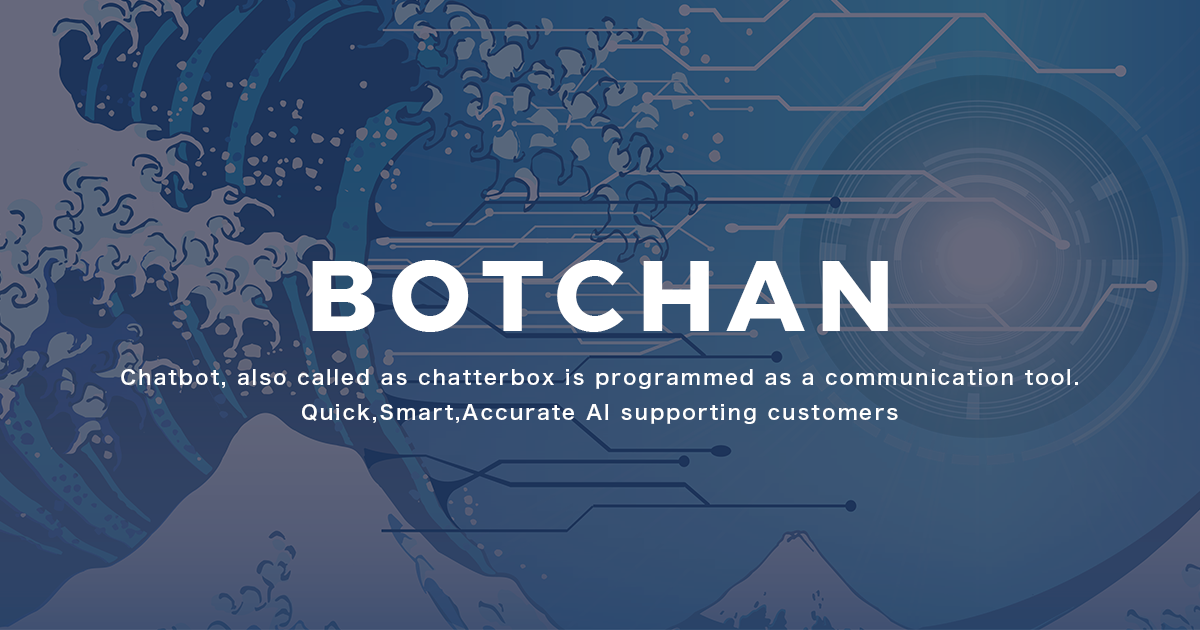 BOTCHAN
Chatbot, also called as chatterbox is programmed as a communication tool.
Quick,Smart,Accurate AI supporting customers